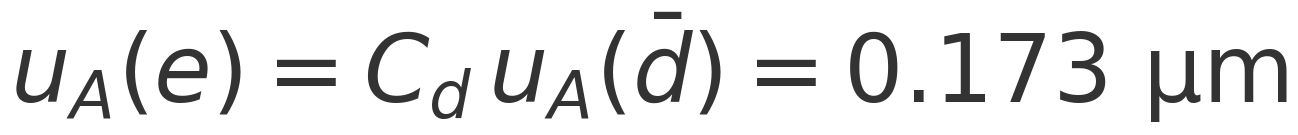 u_A(e) = C_d u_A(d̄) = 0.173 μm